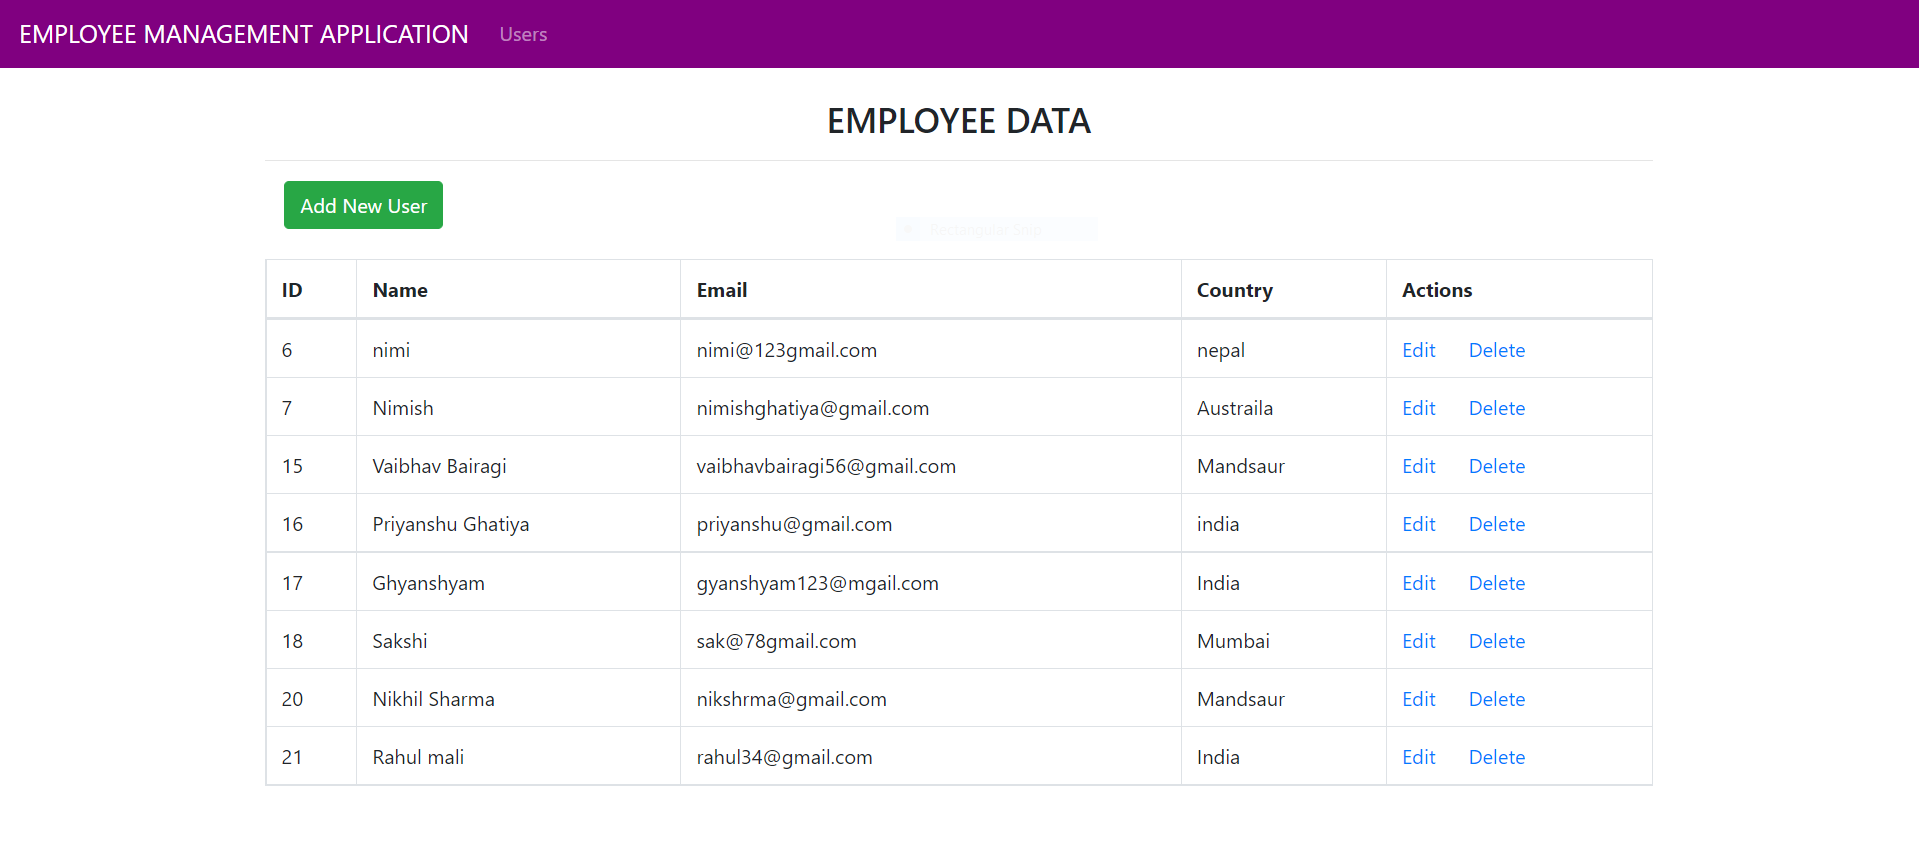 EMPLOYEE MANAGEMENT APPLICATION Users
EMPLOYEE DATA
Add New User
Rectangular Snip
ID Name Email Country Actions
6 nimi nimi@123gmail.com nepal Edit Delete
7 Nimish nimishghatiya@gmail.com Austraila Edit Delete
15 Vaibhav Bairagi vaibhavbairagi56@gmail.com Mandsaur Edit Delete
16 Priyanshu Ghatiya priyanshu@gmail.com india Edit Delete
17 Ghyanshyam gyanshyam123@mgail.com India Edit Delete
18 Sakshi sak@78gmail.com Mumbai Edit Delete
20 Nikhil Sharma nikshrma@gmail.com Mandsaur Edit Delete
21 Rahul mali rahul34@gmail.com India Edit Delete